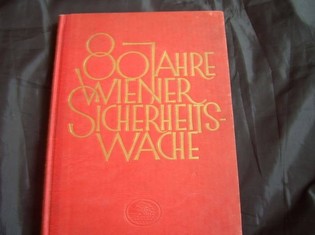 80 JAHRE
WIENER
SICHERHEITS-
WACHE